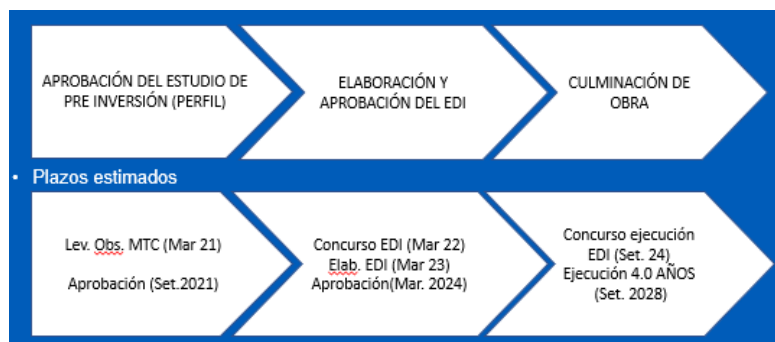 APROBACIÓN DEL ESTUDIO DE
PRE INVERSIÓN (PERFIL)
ELABORACIÓN Y
APROBACIÓN DEL EDI
CULMINACIÓN DE
OBRA
• Plazos estimados
Lev. Obs. MTC (Mar 21)
Aprobación (Set.2021)
Concurso EDI (Mar 22)
Elab. EDI (Mar 23)
Aprobación(Mar. 2024)
Concurso ejecución
EDI (Set. 24)
Ejecución 4.0 AÑOS
(Set. 2028)